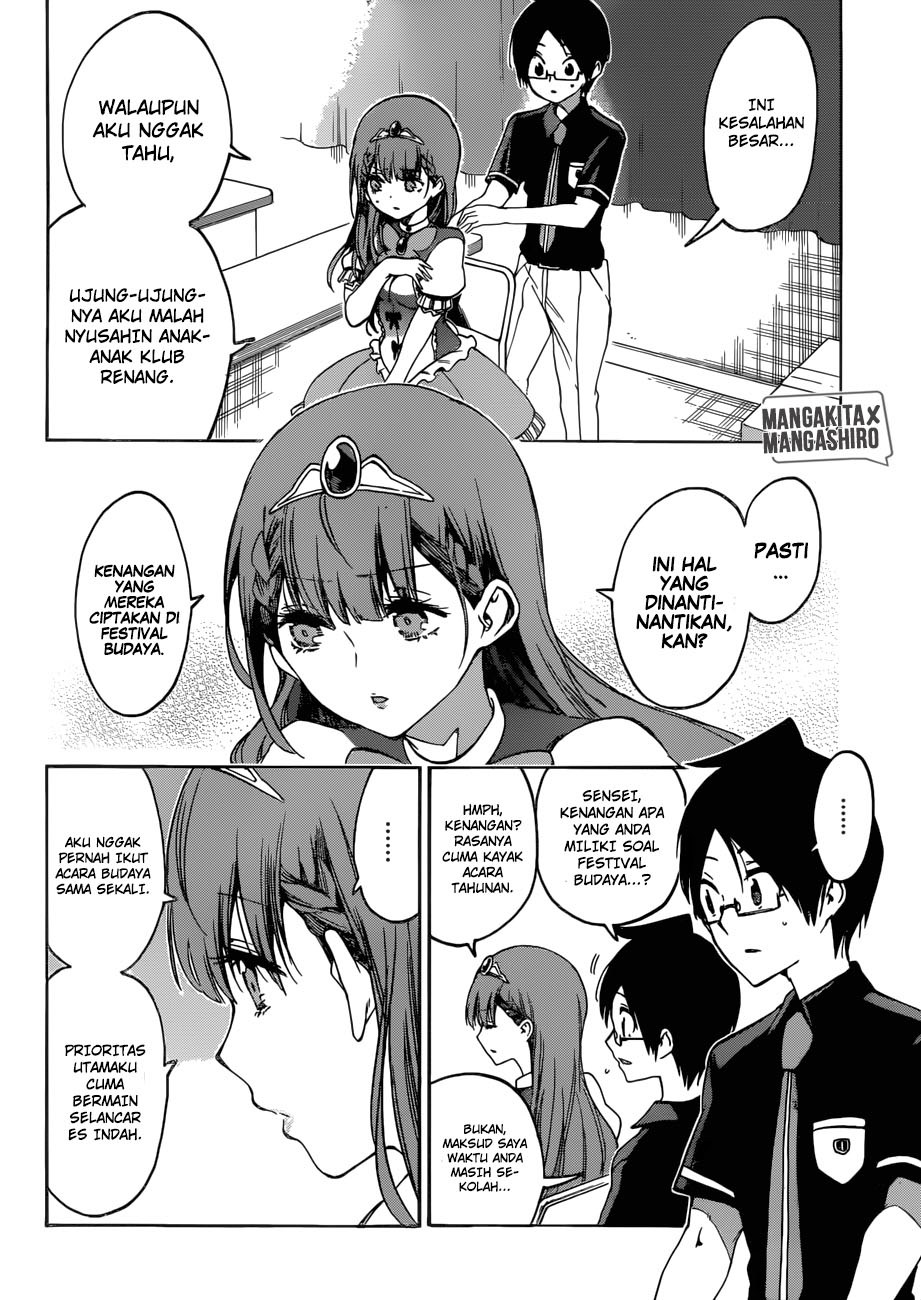 INI
KESALAHAN
BESAR...
WALAUPUN
AKU NGGAK
TAHU,
UJUNG-UJUNG-
NYA AKU MALAH
NYUSAHIN ANAK-
ANAK KLUB
RENANG.
MANGAKITAX
MANGASHIRO
PASTI
...
INI HAL
YANG
DINANTI-
NANTIKAN,
KAN?
KENANGAN
YANG
MEREKA
CIPTAKAN DI
FESTIVAL
BUDAYA.
........
SENSEI,
KENANGAN APA
YANG ANDA
MILIKI SOAL
FESTIVAL
BUDAYA...?
HMPH,
KENANGAN?
RASANYA
CUMA KAYAK
ACARA
TAHUNAN.
BUKAN,
MAKSUD SAYA
WAKTU ANDA
MASIH SE-
KOLAH...
........
AKU NGGAK
PERNAH IKUT
ACARA BUDAYA
SAMA SEKALI.
PRIORITAS
UTAMAKU
CUMA
BERMAIN
SELANCAR
ES INDAH.